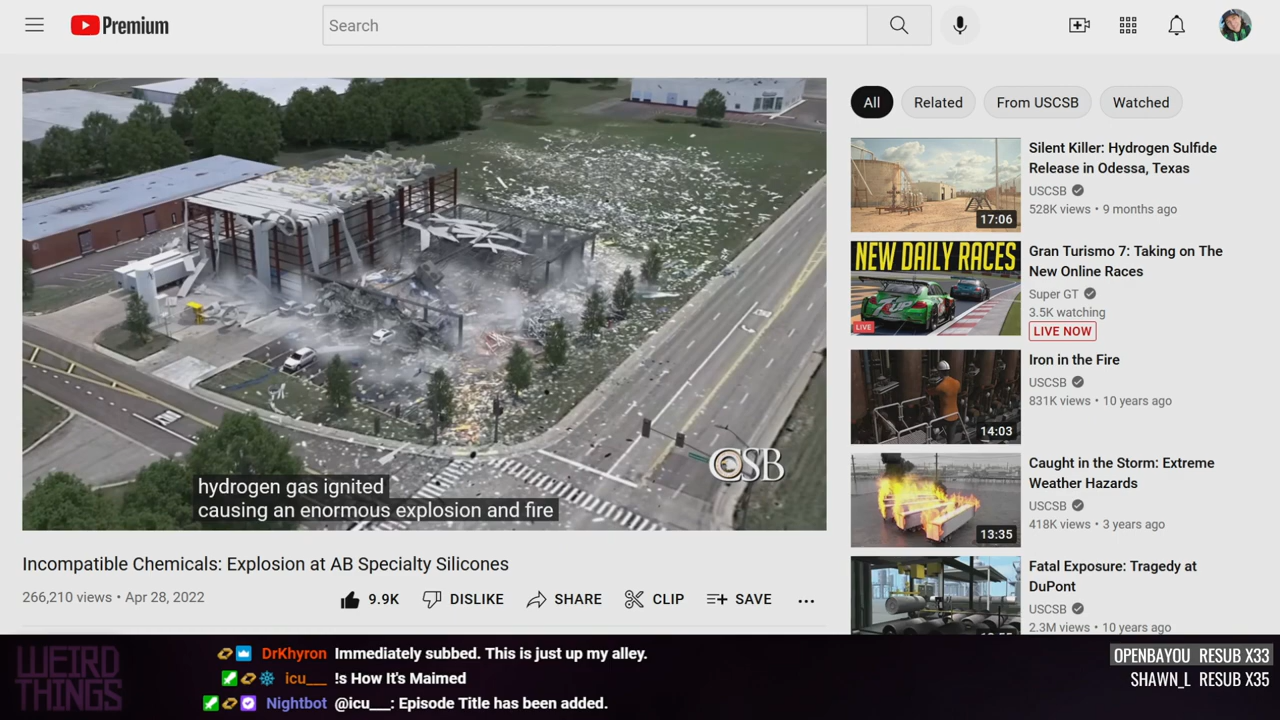 Premium
Search
hydrogen gas ignited
causing an enormous explosion and fire
CSB
Incompatible Chemicals: Explosion at AB Specialty Silicones
266,210 views • Apr 28, 2022
9.9K
DISLIKE
SHARE
CLIP
SAVE
All
Related
From USCSB
Watched
17:06
Silent Killer: Hydrogen Sulfide
Release in Odessa, Texas
USCSB
528K views • 9 months ago
NEW DAILY RACES
LIVE
Gran Turismo 7: Taking on The
New Online Races
Super GT
3.5K watching
LIVE NOW
14:03
Iron in the Fire
USCSB
831K views • 10 years ago
13:35
Caught in the Storm: Extreme
Weather Hazards
USCSB
418K views • 3 years ago
Fatal Exposure: Tragedy at
DuPont
USCSB
2.3M views • 10 years ago
WEIRD
THINGS
DrKhyron Immediately subbed. This is just up my alley.
icu___ !s How It's Maimed
Nightbot @icu___: Episode Title has been added.
OPENBAYOU RESUB X33
SHAWN_L RESUB X35